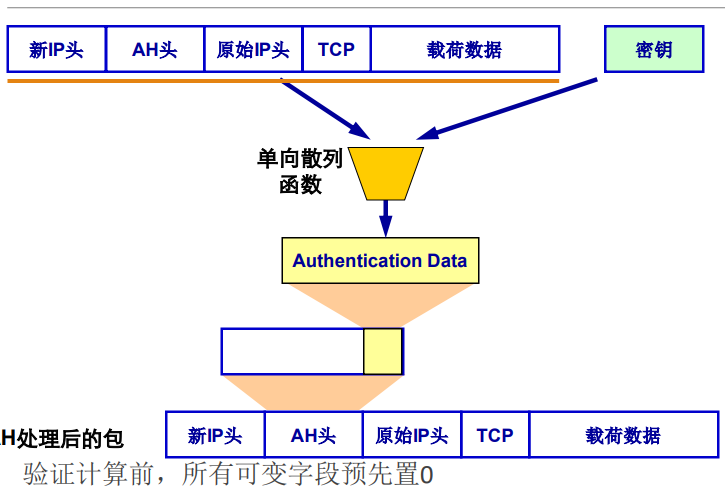 新IP头 AH头 原始IP头 TCP 载荷数据 密钥
单向散列
函数
Authentication Data
H处理后的包 新IP头 AH头 原始IP头 TCP 载荷数据
验证计算前，所有可变字段预先置0